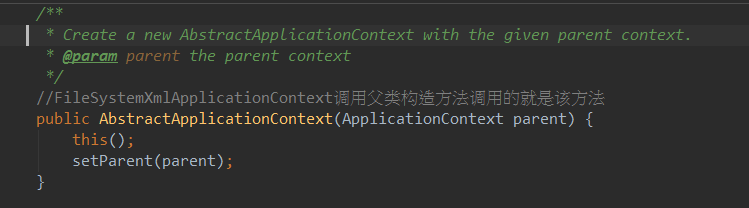 /**
* Create a new AbstractApplicationContext with the given parent context.
* @param parent the parent context
*/
//FileSystemXmlApplicationContext调用父类构造方法调用的就是该方法
public AbstractApplicationContext(ApplicationContext parent) {
this();
setParent(parent);
}